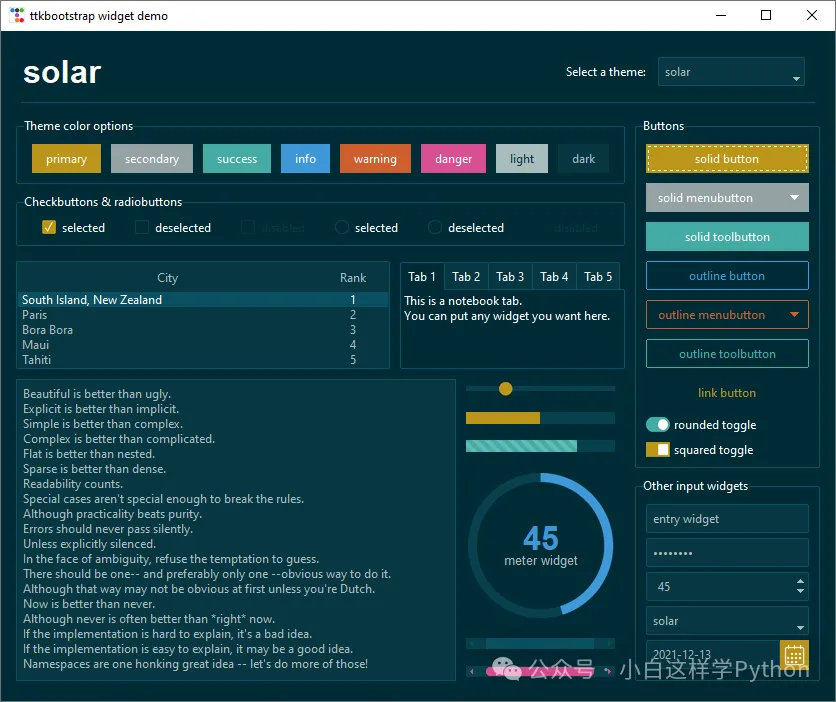 ttkbootstrap widget demo
solar
Select a theme:
solar
Theme color options
primary
secondary
success
info
warning
danger
light
dark
Checkbuttons & radiobuttons
selected
deselected
disabled
selected
deselected
disabled
City Rank
South Island, New Zealand 1
Paris 2
Bora Bora 3
Maui 4
Tahiti 5
Tab 1
Tab 2
Tab 3
Tab 4
Tab 5
This is a notebook tab.
You can put any widget you want here.
Beautiful is better than ugly.
Explicit is better than implicit.
Simple is better than complex.
Complex is better than complicated.
Flat is better than nested.
Sparse is better than dense.
Readability counts.
Special cases aren't special enough to break the rules.
Although practicality beats purity.
Errors should never pass silently.
Unless explicitly silenced.
In the face of ambiguity, refuse the temptation to guess.
There should be one-- and preferably only one --obvious way to do it.
Although that way may not be obvious at first unless you're Dutch.
Now is better than never.
Although never is often better than *right* now.
If the implementation is hard to explain, it's a bad idea.
If the implementation is easy to explain, it may be a good idea.
Namespaces are one honking great idea -- let's do more of those!
45
meter widget
Buttons
solid button
solid menubutton
solid toolbutton
outline button
outline menubutton
outline toolbutton
link button
rounded toggle
squared toggle
Other input widgets
entry widget
••••••••
45
solar
2021-12-13
公众号 · 小白这样学Python